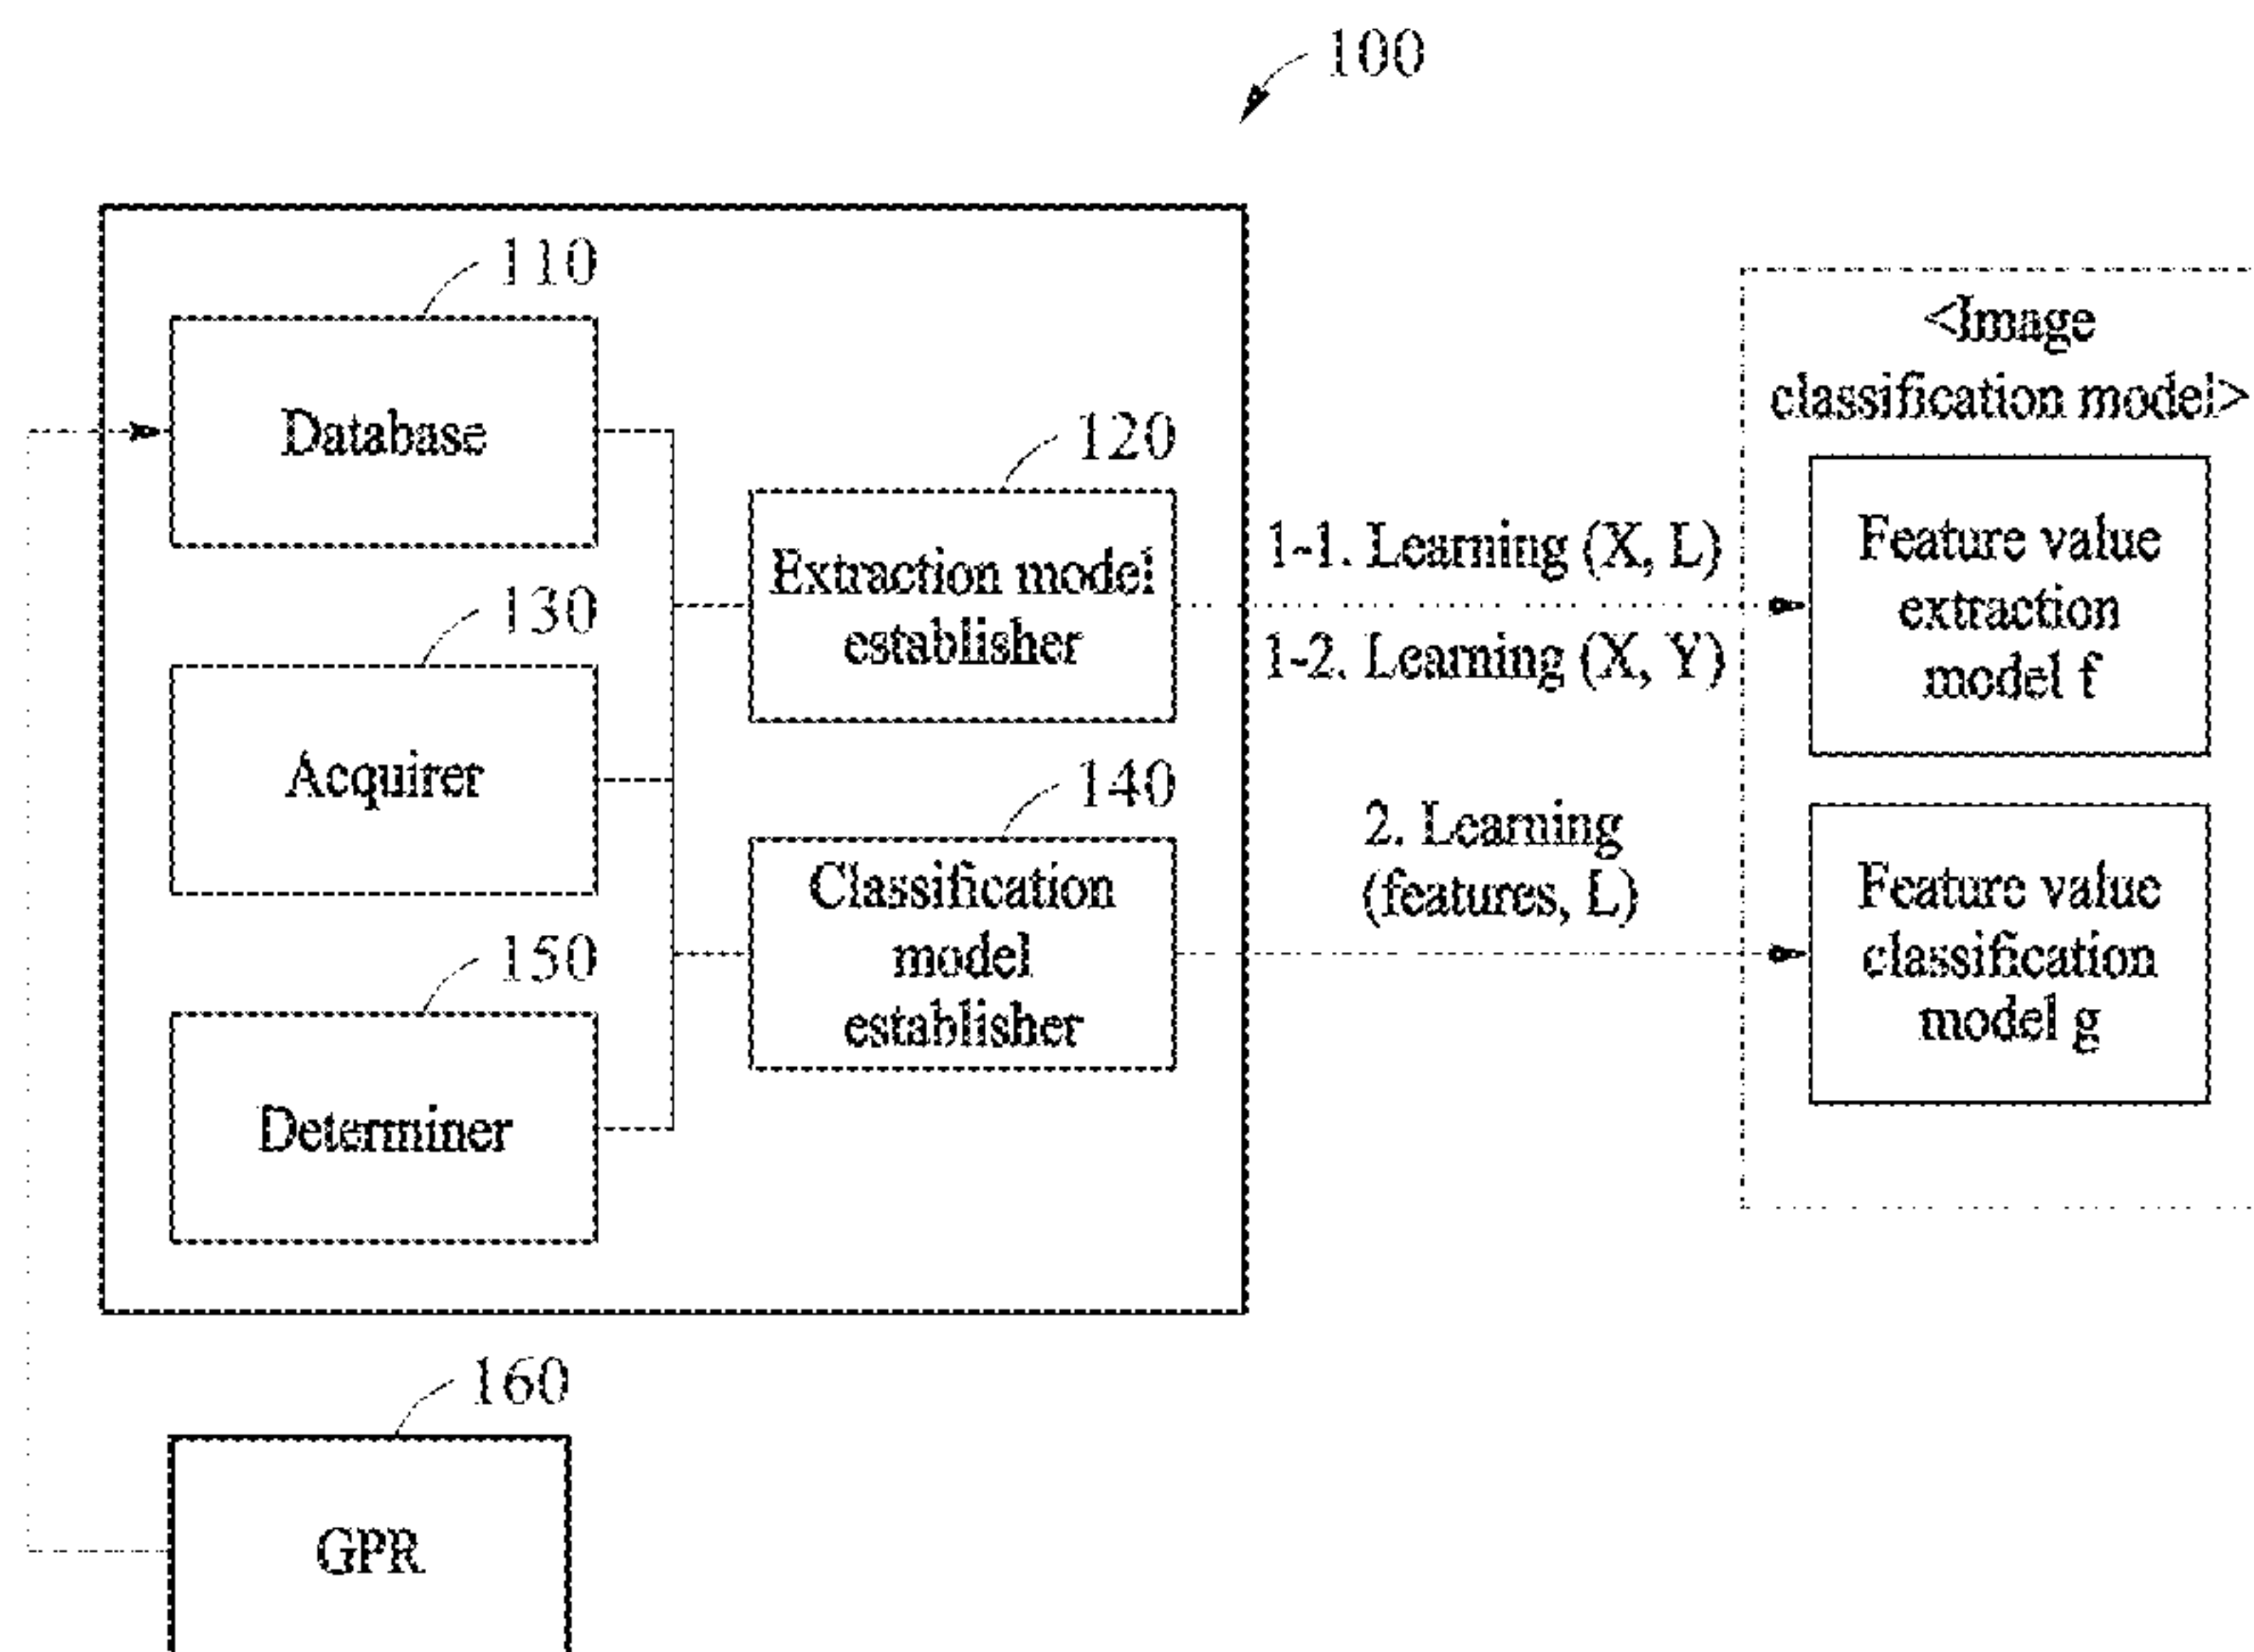 100
110
Database
120
Extraction model
establisher
130
Acquirer
140
Classification
model
establisher
150
Determiner
1-1. Learning (X, L)
1-2. Learning (X, Y)
2. Learning
(features, L)
<Image
classification model>
Feature value
extraction
model f
Feature value
classification
model g
160
GPR